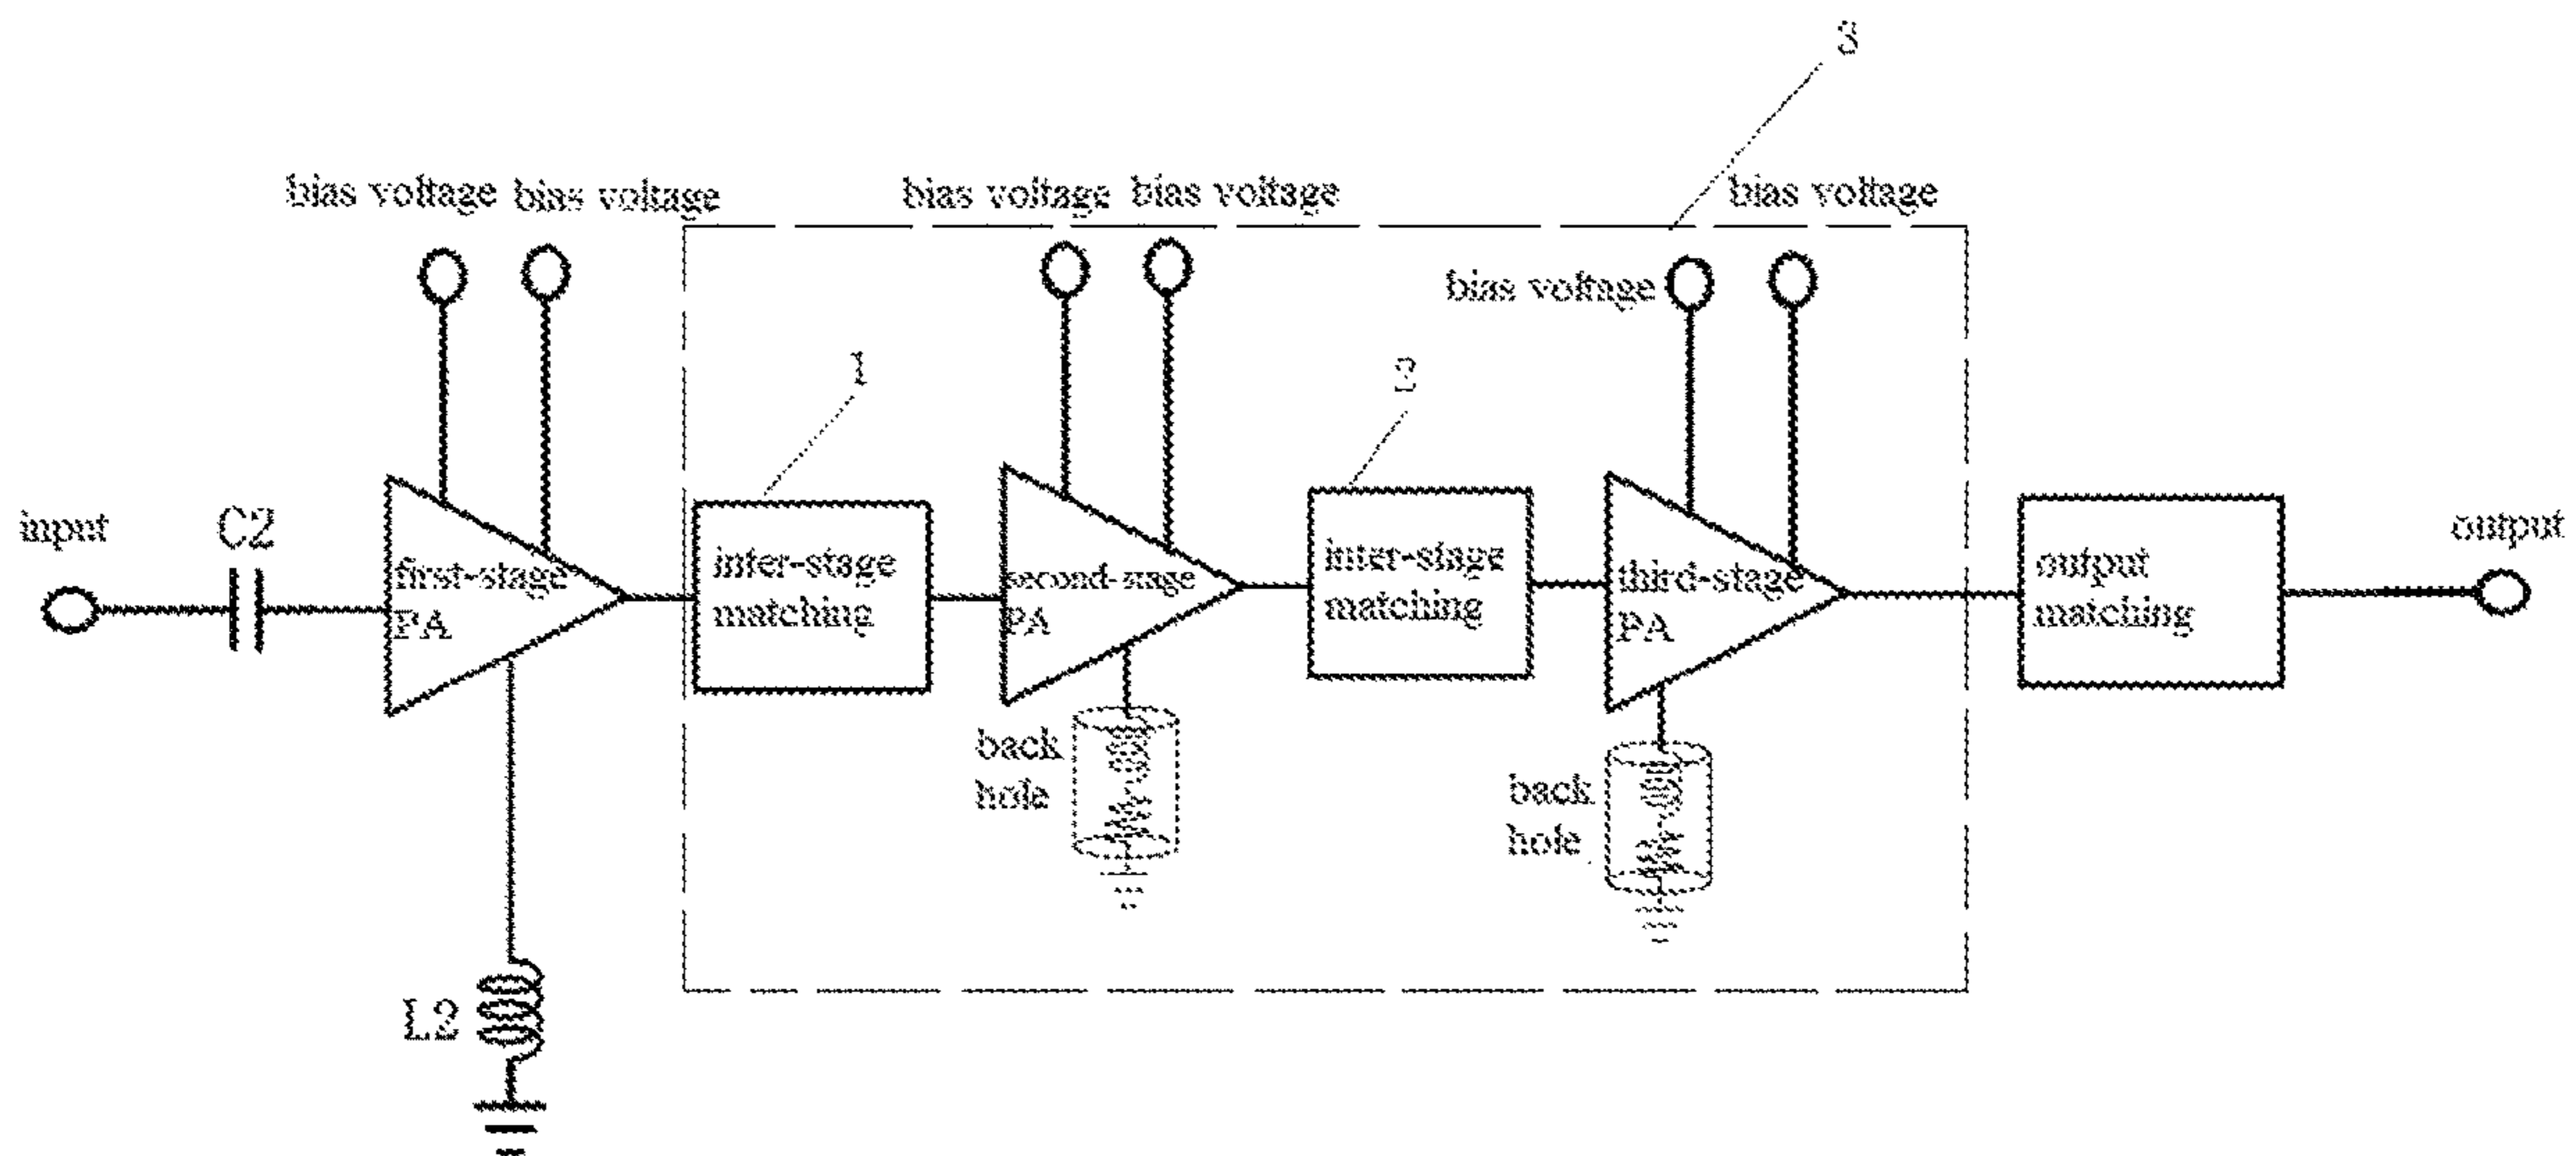 bias voltage
bias voltage
bias voltage
bias voltage
bias voltage
bias voltage
1
2
input
C2
first-stage
PA
inter-stage
matching
second-stage
PA
inter-stage
matching
third-stage
PA
output
matching
output
back
hole
back
hole
L2